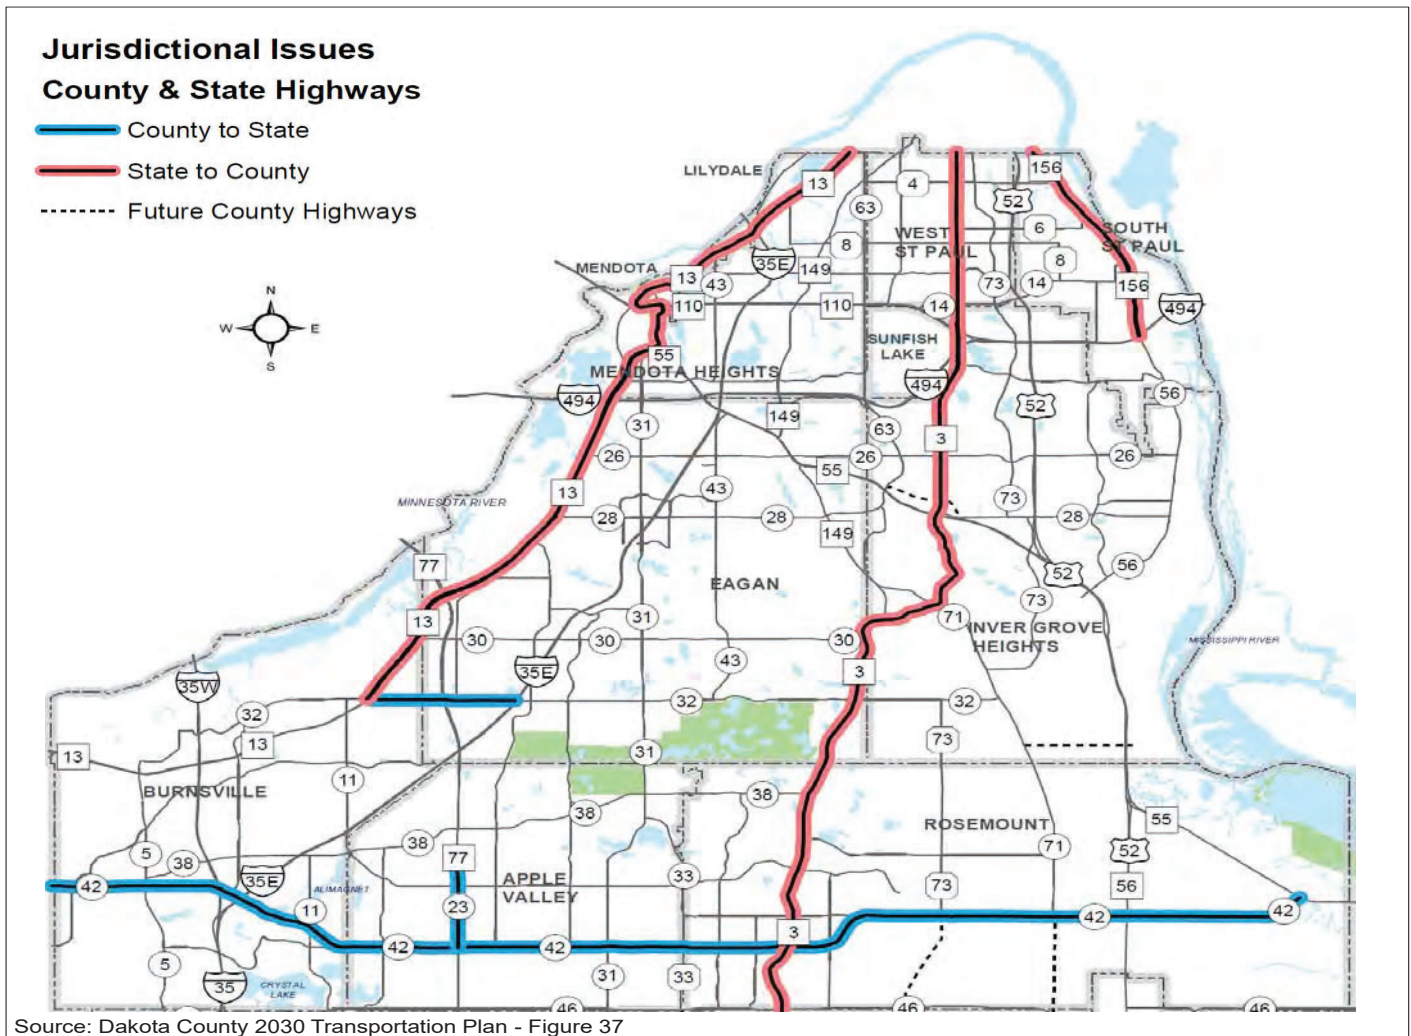 Jurisdictional Issues
County & State Highways
County to State
State to County
Future County Highways
N
W E
S
LILYDALE
13
4
156
52
63
WEST
ST PAUL
6
SOUTH
ST PAUL
8
8
MENDOTA
13
43
35E
149
73
14
156
110
110
14
494
SUNFISH
LAKE
55
MENDOTA HEIGHTS
494
494
52
56
149
31
63
3
26
55
26
26
13
43
73
MINNESOTA RIVER
28
28
28
149
77
52
56
EAGAN
73
13
31
71
INVER GROVE
HEIGHTS
30
30
30
MISSISSIPPI RIVER
35E
43
3
35W
32
32
32
13
13
31
73
11
BURNSVILLE
38
38
55
ROSEMOUNT
5
38
38
77
71
52
35E
42
ALIMAGNET
APPLE
VALLEY
33
73
56
11
23
42
42
3
42
42
5
31
33
35
CRYSTAL
LAKE
46
46
46
Source: Dakota County 2030 Transportation Plan - Figure 37